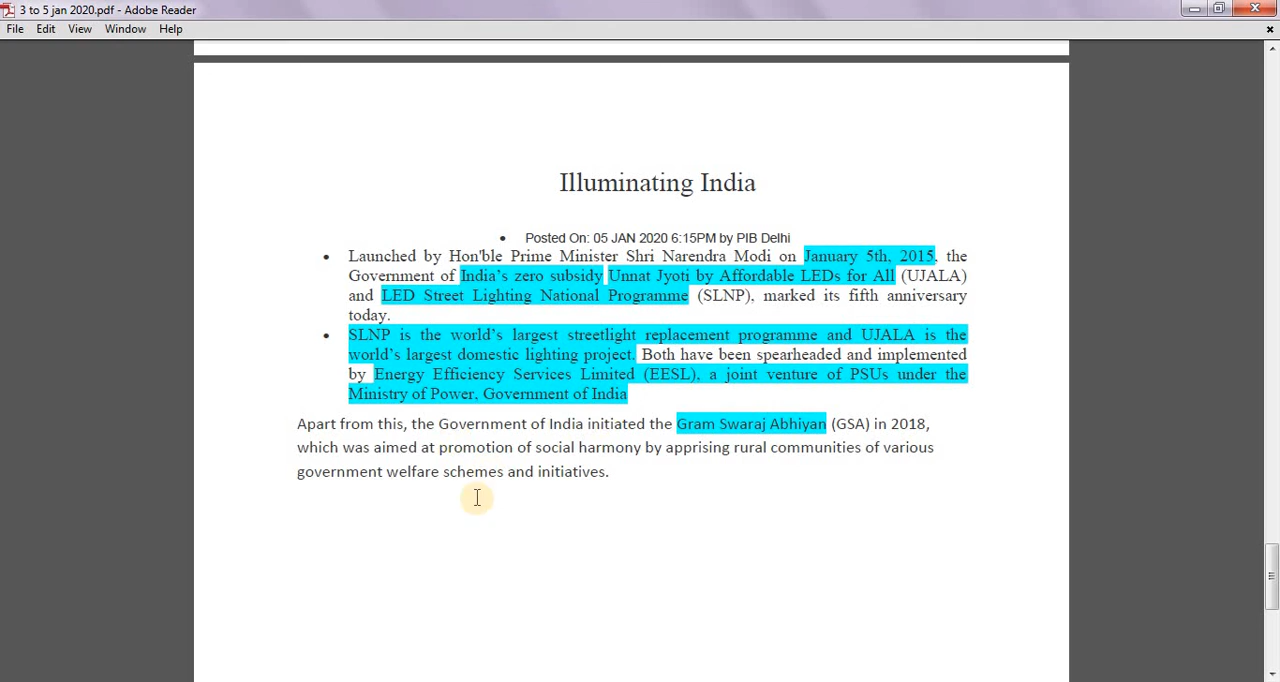 3 to 5 jan 2020.pdf - Adobe Reader
File Edit View Window Help
Illuminating India
• Posted On: 05 JAN 2020 6:15PM by PIB Delhi
• Launched by Hon'ble Prime Minister Shri Narendra Modi on January 5th, 2015, the
Government of India's zero subsidy Unnat Jyoti by Affordable LEDs for All (UJALA)
and LED Street Lighting National Programme (SLNP), marked its fifth anniversary
today.
• SLNP is the world's largest streetlight replacement programme and UJALA is the
world's largest domestic lighting project. Both have been spearheaded and implemented
by Energy Efficiency Services Limited (EESL), a joint venture of PSUs under the
Ministry of Power, Government of India
Apart from this, the Government of India initiated the Gram Swaraj Abhiyan (GSA) in 2018,
which was aimed at promotion of social harmony by apprising rural communities of various
government welfare schemes and initiatives.